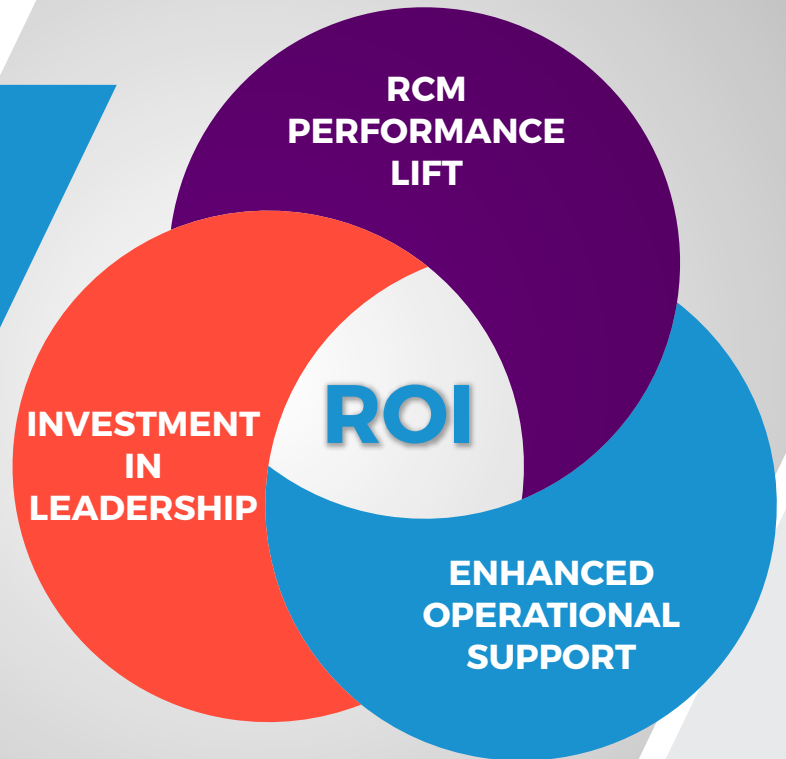 RCM
PERFORMANCE
LIFT
INVESTMENT
IN
LEADERSHIP
ROI
ENHANCED
OPERATIONAL
SUPPORT